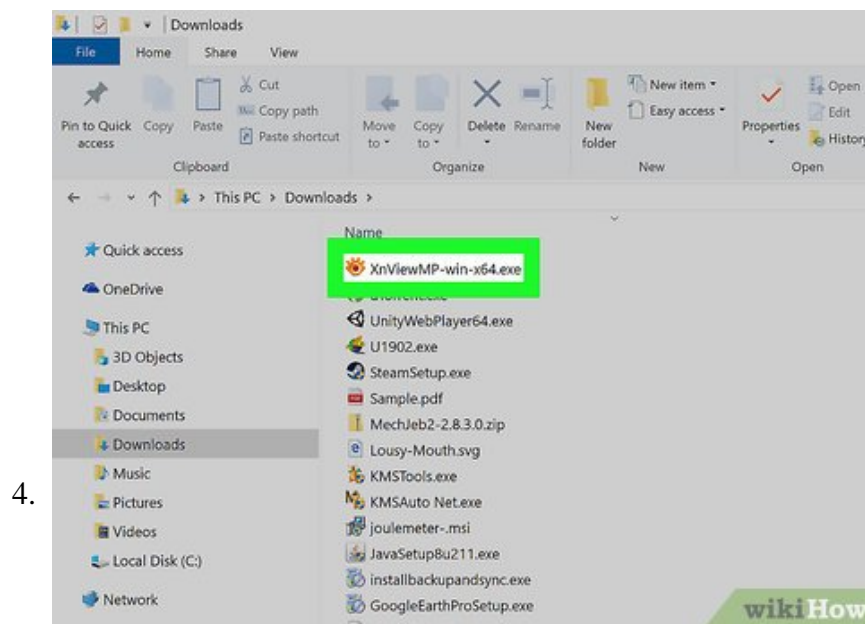 Downloads
File Home Share View
Pin to Quick access Copy Paste Cut Copy path Paste shortcut
Move to Copy to Delete Rename New folder New item Easy access Properties Open Edit History
Clipboard Organize New Open
This PC Downloads
Name
Quick access
OneDrive
This PC
3D Objects
Desktop
Documents
Downloads
Music
Pictures
Videos
Local Disk (C:)
Network
XnViewMP-win-x64.exe
UnityWebPlayer64.exe
U1902.exe
SteamSetup.exe
Sample.pdf
MechJeb2-2.8.3.0.zip
Lousy-Mouth.svg
KMSTools.exe
KMSAuto Net.exe
joulemeter-.msi
JavaSetup8u211.exe
installbackupandsync.exe
GoogleEarthProSetup.exe
4.
wikiHow